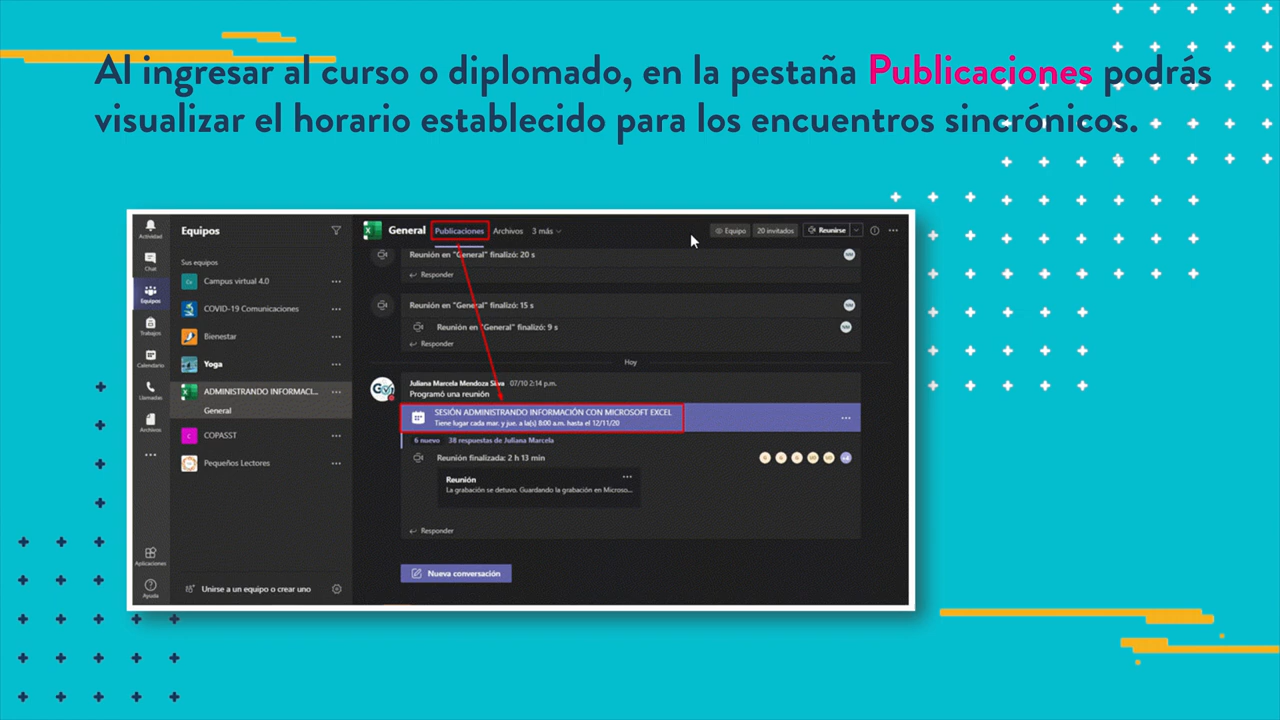 Al ingresar al curso o diplomado, en la pestaña Publicaciones podrás
visualizar el horario establecido para los encuentros sincrónicos.
Actividad
Chat
Equipos
Trabajos
Calendario
Llamadas
Archivos
Aplicaciones
Ayuda
Equipos
Sus equipos
Campus virtual 4.0
COVID-19 Comunicaciones
Bienestar
Yoga
ADMINISTRANDO INFORMACI...
General
COPASST
Pequeños Lectores
Unirse a un equipo o crear uno
General Publicaciones Archivos 3 más
Equipo 20 invitados Reunirse
Reunión en "General" finalizó: 20 s
Responder
Reunión en "General" finalizó: 15 s
Reunión en "General" finalizó: 9 s
Responder
Hoy
Juliana Marcela Mendoza Silva 07/10 2:14 p.m.
Programó una reunión
SESIÓN ADMINISTRANDO INFORMACIÓN CON MICROSOFT EXCEL
Tiene lugar cada mar. y jue. a la(s) 8:00 a.m. hasta el 12/11/20
6 nuevo 38 respuestas de Juliana Marcela
Reunión finalizada: 2 h 13 min
Reunión
La grabación se detuvo. Guardando la grabación en Microso...
Responder
Nueva conversación